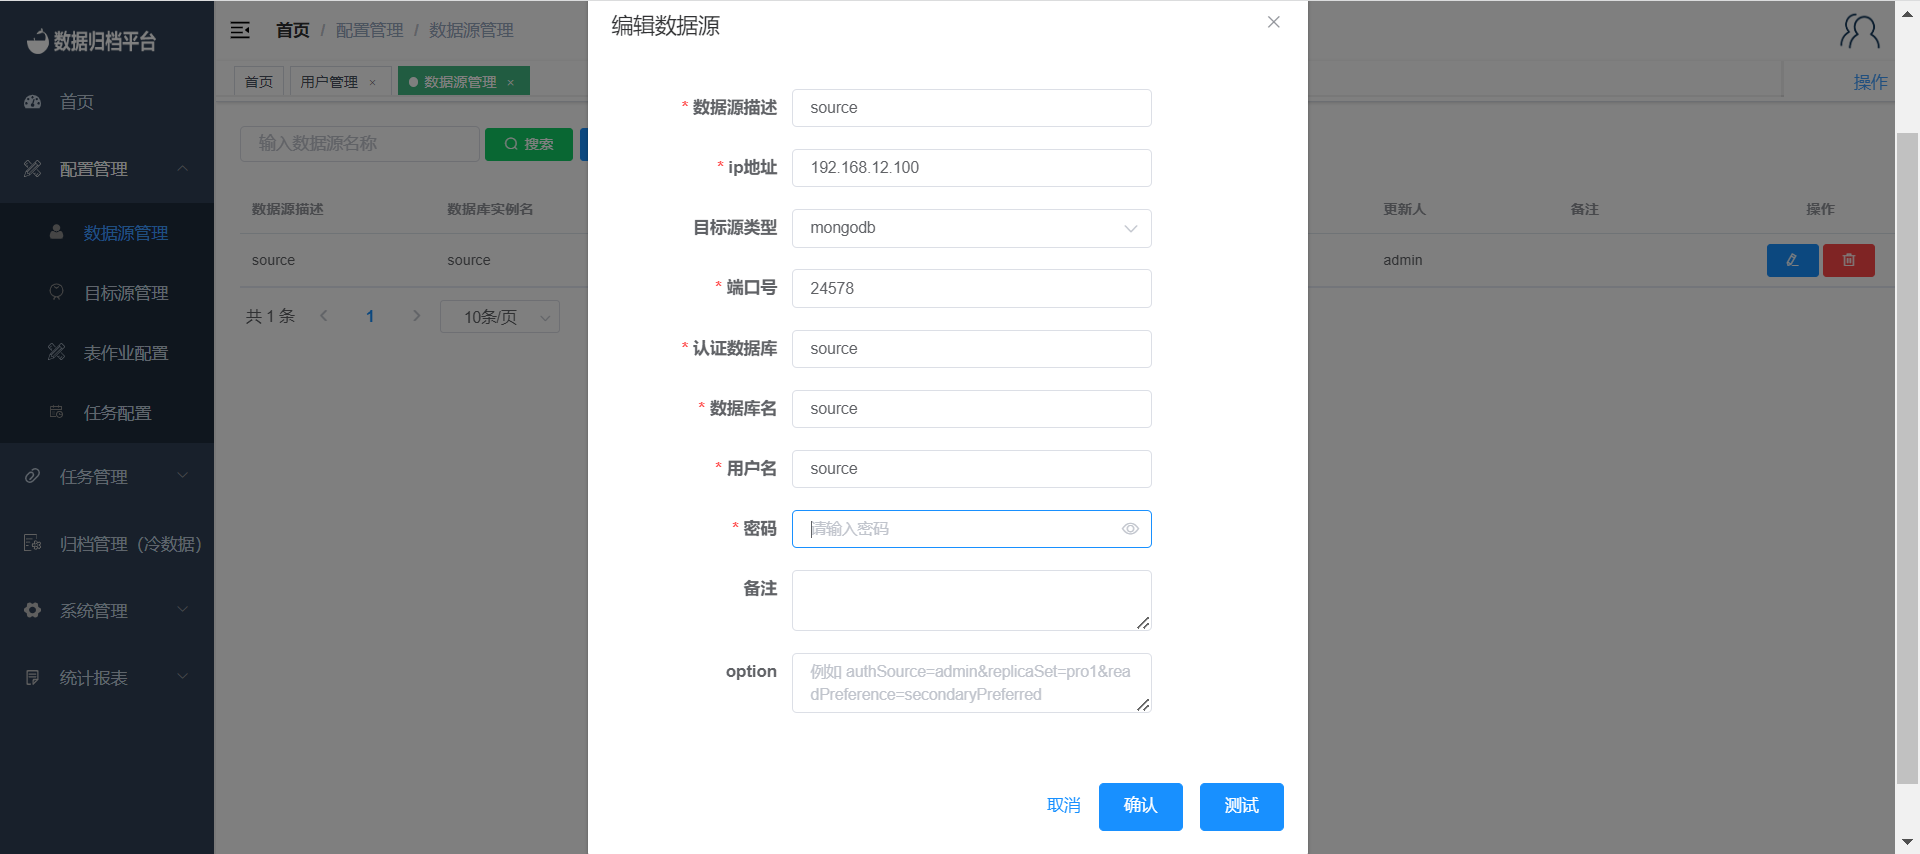 数据归档平台
首页
配置管理
数据源管理
目标源管理
表作业配置
任务配置
任务管理
归档管理（冷数据）
系统管理
统计报表
首页 / 配置管理 / 数据源管理
首页
用户管理 ×
数据源管理 ×
操作
输入数据源名称
搜索
数据源描述 数据库实例名 更新人 备注 操作
source source admin
共 1 条 1 10条/页
编辑数据源
* 数据源描述 source
* ip地址 192.168.12.100
目标源类型 mongodb
* 端口号 24578
* 认证数据库 source
* 数据库名 source
* 用户名 source
* 密码 请输入密码
备注
option 例如 authSource=admin&replicaSet=pro1&rea
dPreference=secondaryPreferred
取消 确认 测试